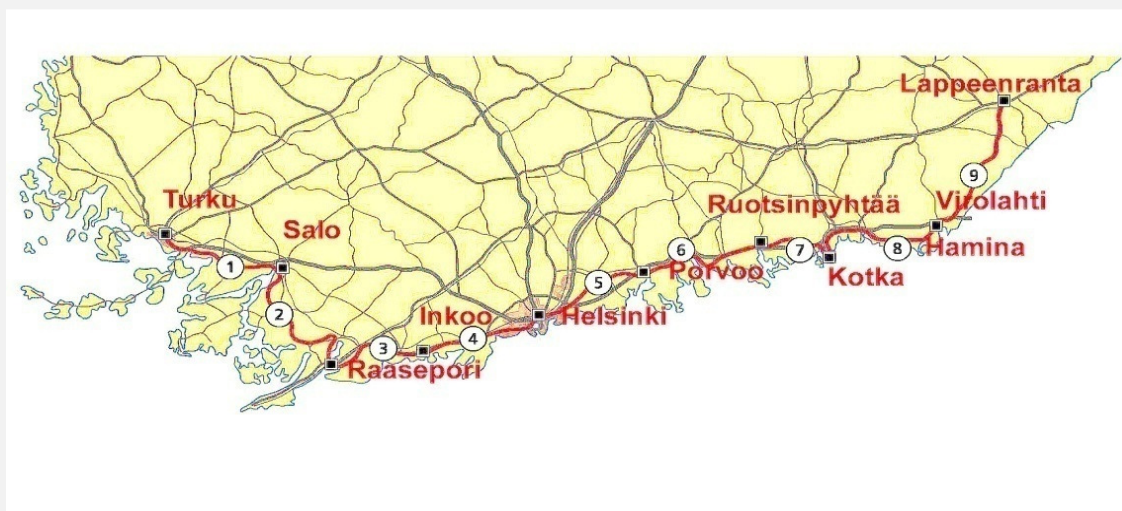 Lappeenranta
9
Turku
Virolahti
Ruotsinpyhtää
Salo
6
7
8
Hamina
1
5
Porvoo
Kotka
2
Inkoo
Helsinki
3
4
Raasepori